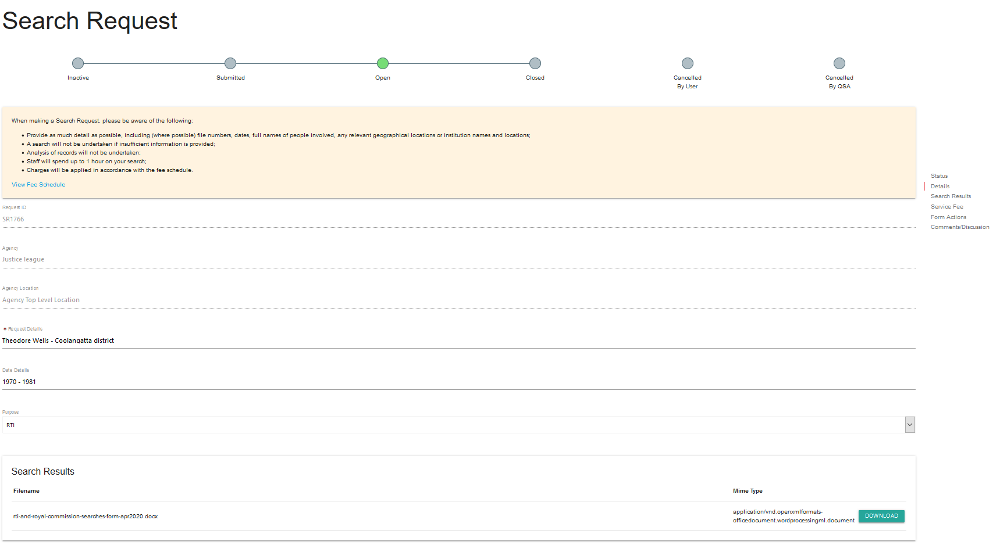 Search Request
Inactive
Submitted
Open
Closed
Cancelled
By User
Cancelled
By QSA
When making a Search Request, please be aware of the following:
Provide as much detail as possible, including (where possible) file numbers, dates, full names of people involved, any relevant geographical locations or institution names and locations;
A search will not be undertaken if insufficient information is provided;
Analysis of records will not be undertaken;
Staff will spend up to 1 hour on your search;
Charges will be applied in accordance with the fee schedule.
View Fee Schedule
Status
Details
Search Results
Service Fee
Form Actions
Comments/Discussion
Request ID
SR1766
Agency
Justice league
Agency Location
Agency Top Level Location
* Request Details
Theodore Wells - Coolangatta district
Date Details
1970 - 1981
Purpose
RTI
Search Results
Filename
Mime Type
rti-and-royal-commission-searches-form-apr2020.docx
application/vnd.openxmlformats-
officedocument.wordprocessingml.document
DOWNLOAD